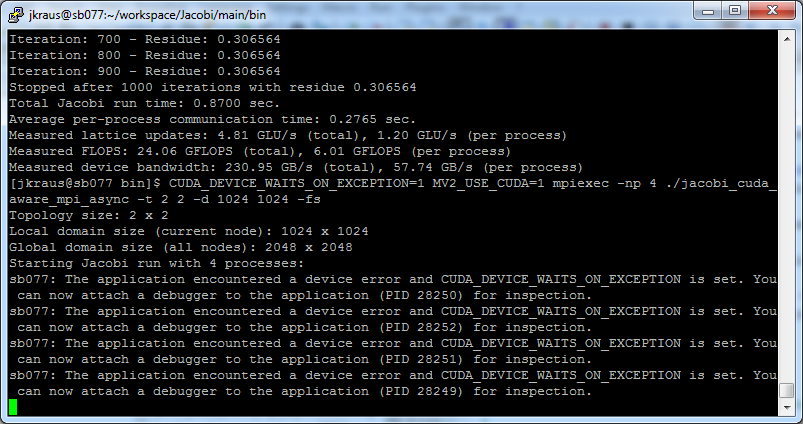 jkraus@sb077:~/workspace/Jacobi/main/bin
Iteration: 700 - Residue: 0.306564
Iteration: 800 - Residue: 0.306564
Iteration: 900 - Residue: 0.306564
Stopped after 1000 iterations with residue 0.306564
Total Jacobi run time: 0.8700 sec.
Average per-process communication time: 0.2765 sec.
Measured lattice updates: 4.81 GLU/s (total), 1.20 GLU/s (per process)
Measured FLOPS: 24.06 GFLOPS (total), 6.01 GFLOPS (per process)
Measured device bandwidth: 230.95 GB/s (total), 57.74 GB/s (per process)
[jkraus@sb077 bin]$ CUDA_DEVICE_WAITS_ON_EXCEPTION=1 MV2_USE_CUDA=1 mpiexec -np 4 ./jacobi_cuda_
aware_mpi_async -t 2 2 -d 1024 1024 -fs
Topology size: 2 x 2
Local domain size (current node): 1024 x 1024
Global domain size (all nodes): 2048 x 2048
Starting Jacobi run with 4 processes:
sb077: The application encountered a device error and CUDA_DEVICE_WAITS_ON_EXCEPTION is set. You
 can now attach a debugger to the application (PID 28250) for inspection.
sb077: The application encountered a device error and CUDA_DEVICE_WAITS_ON_EXCEPTION is set. You
 can now attach a debugger to the application (PID 28252) for inspection.
sb077: The application encountered a device error and CUDA_DEVICE_WAITS_ON_EXCEPTION is set. You
 can now attach a debugger to the application (PID 28251) for inspection.
sb077: The application encountered a device error and CUDA_DEVICE_WAITS_ON_EXCEPTION is set. You
 can now attach a debugger to the application (PID 28249) for inspection.